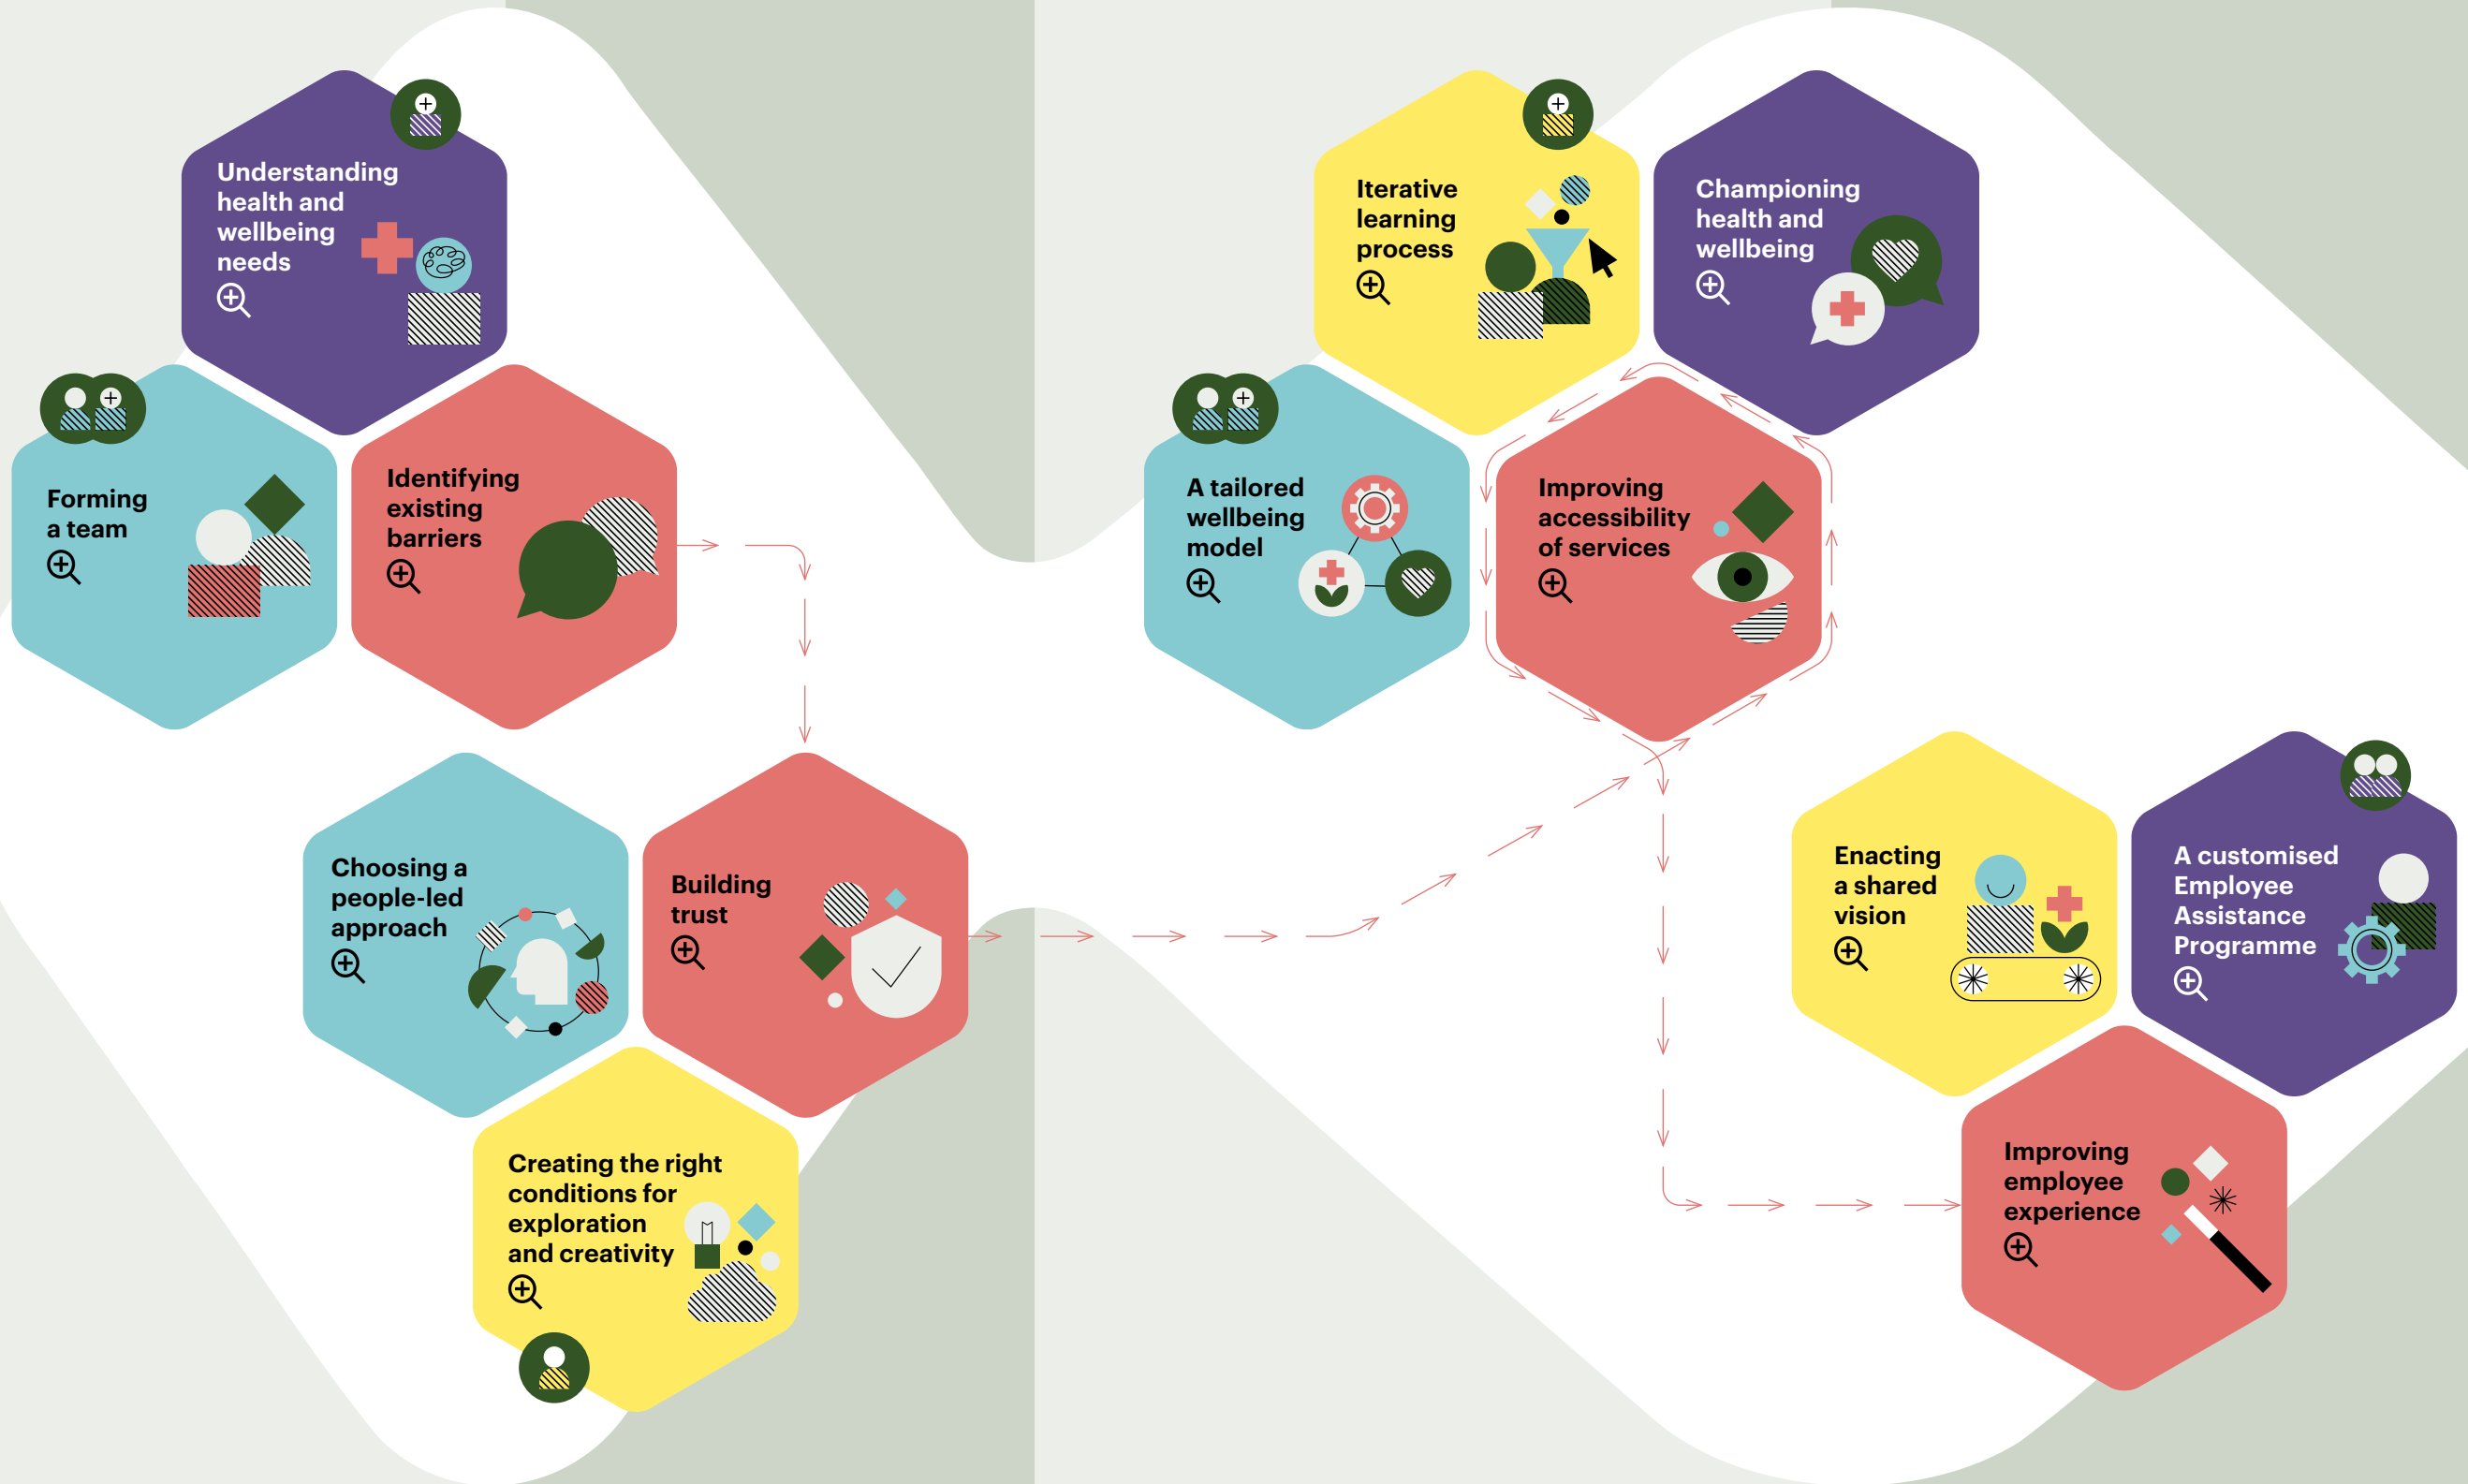 Understanding
health and
wellbeing
needs
Forming
a team
Identifying
existing
barriers
Choosing a
people-led
approach
Building
trust
Creating the right
conditions for
exploration
and creativity
Iterative
learning
process
Championing
health and
wellbeing
A tailored
wellbeing
model
Improving
accessibility
of services
Enacting
a shared
vision
A customised
Employee
Assistance
Programme
Improving
employee
experience